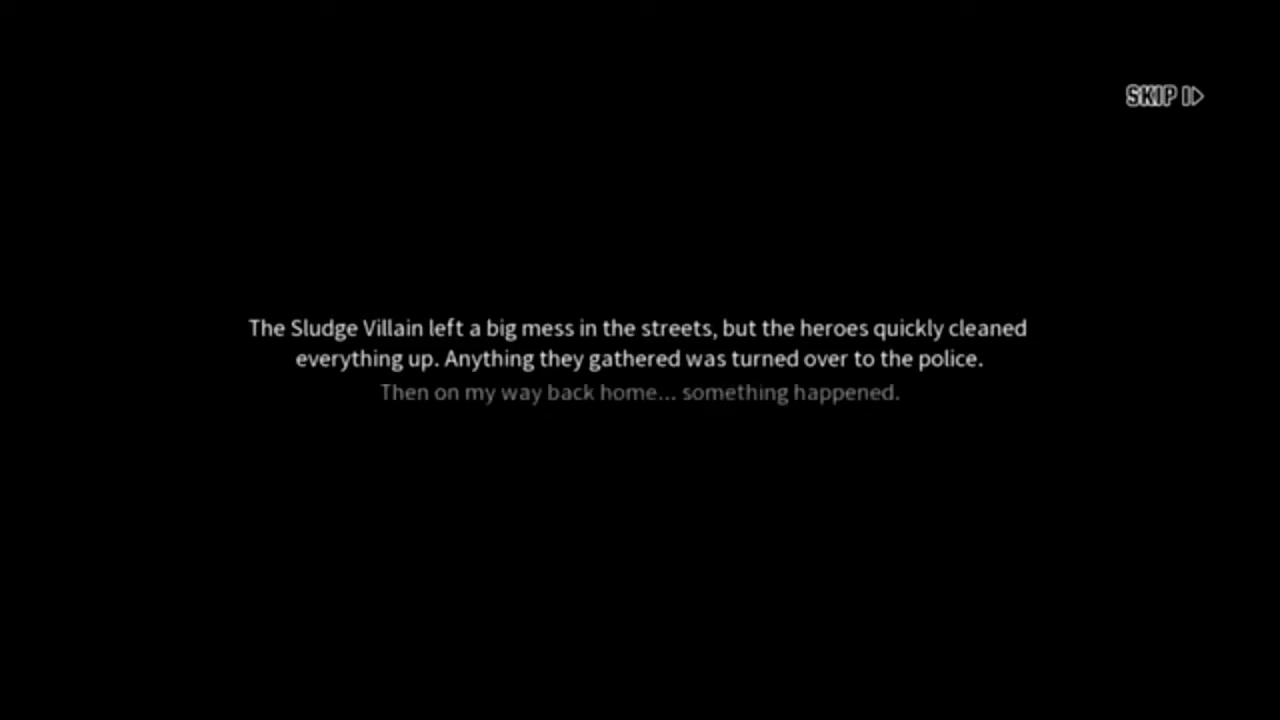 SKIP
The Sludge Villain left a big mess in the streets, but the heroes quickly cleaned
everything up. Anything they gathered was turned over to the police.
Then on my way back home... something happened.